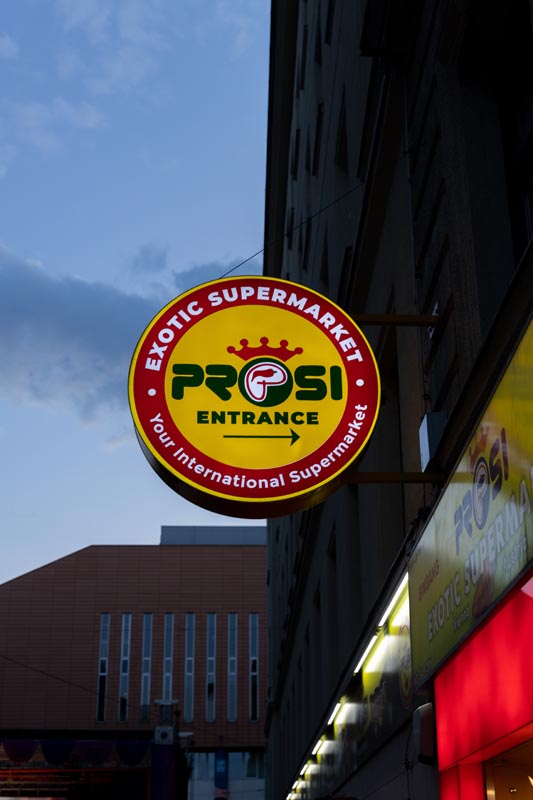 EXOTIC SUPERMARKET
PROSI
ENTRANCE
Your International Supermarket
PROSI
EXOTIC SUPERMA